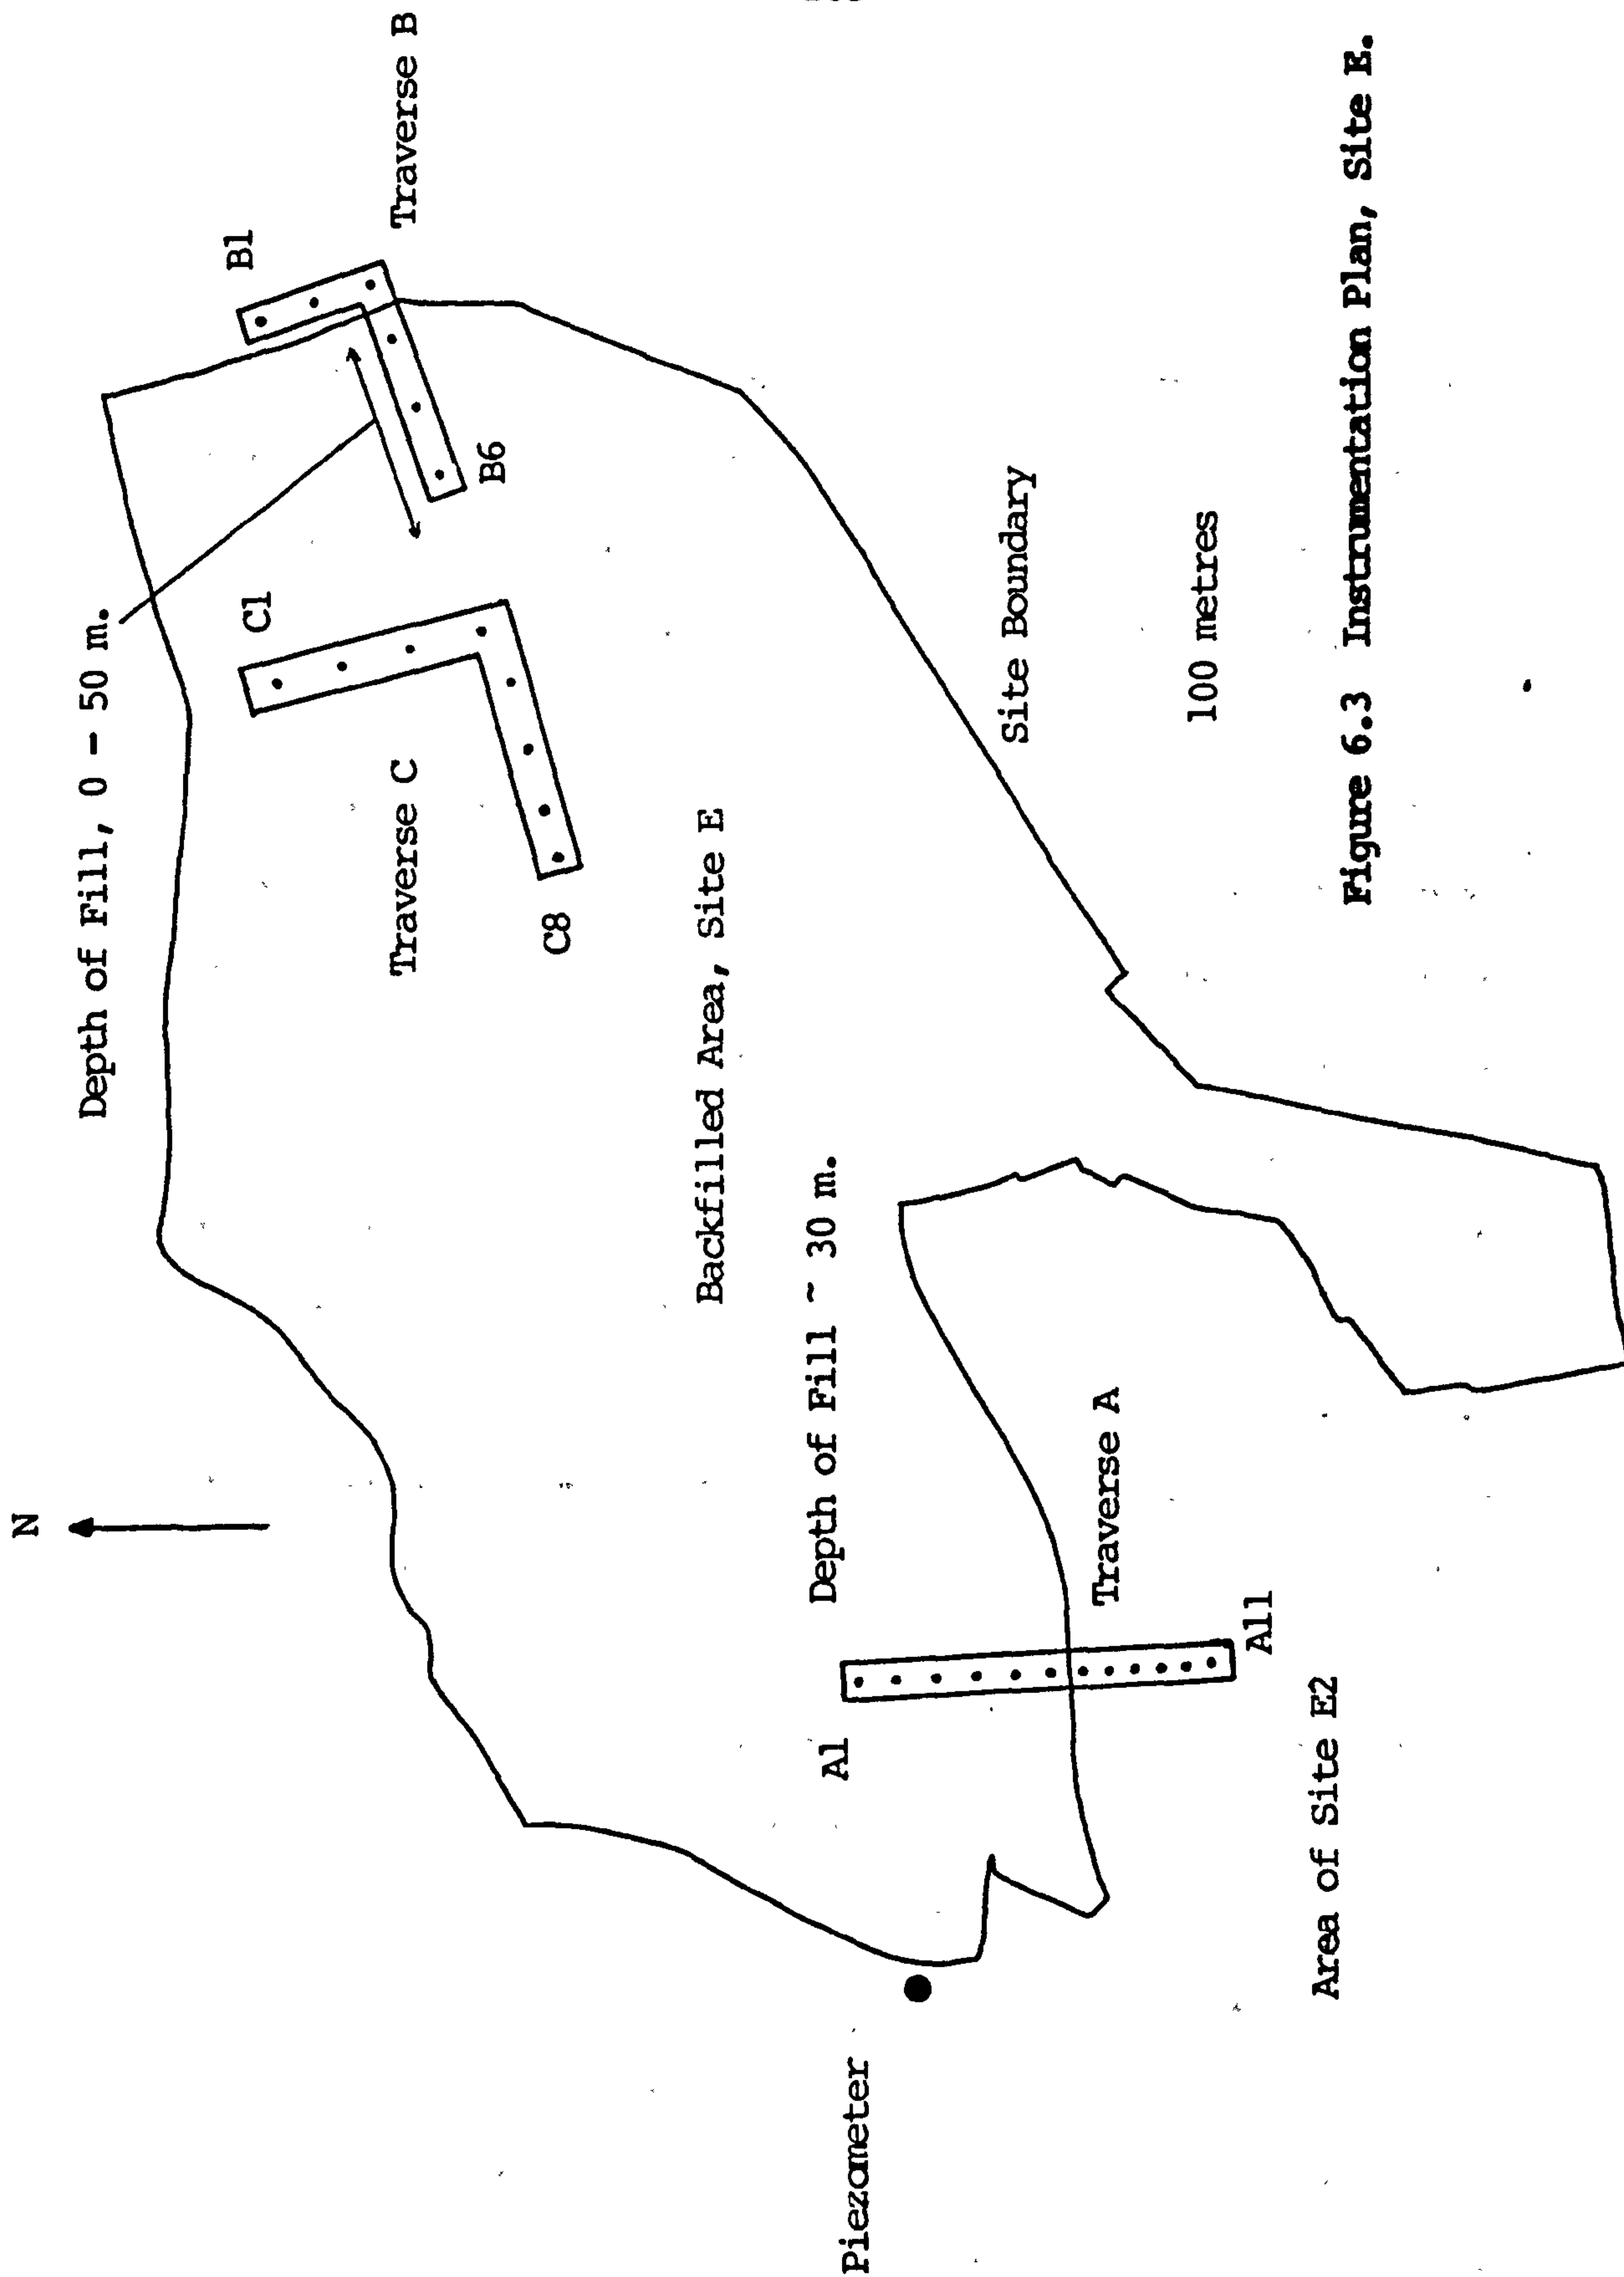 N
Depth of Fill, 0 - 50 m.
B1
Traverse B
C1
Traverse C
B6
C8
Backfilled Area, Site E
Depth of Fill ~ 30 m.
A1
Piezometer
Traverse A
Site Boundary
A11
100 metres
Area of Site E2
Figure 6.3 Instrumentation Plan, Site E.